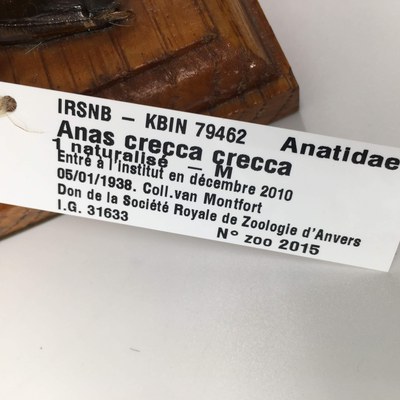 IRSNB – KBIN 79462 Anatidae
Anas crecca crecca
1 naturalisé – M
Entré à l'Institut en décembre 2010
05/01/1938. Coll.van Montfort
Don de la Société Royale de Zoologie d'Anvers
I.G. 31633 N° zoo 2015